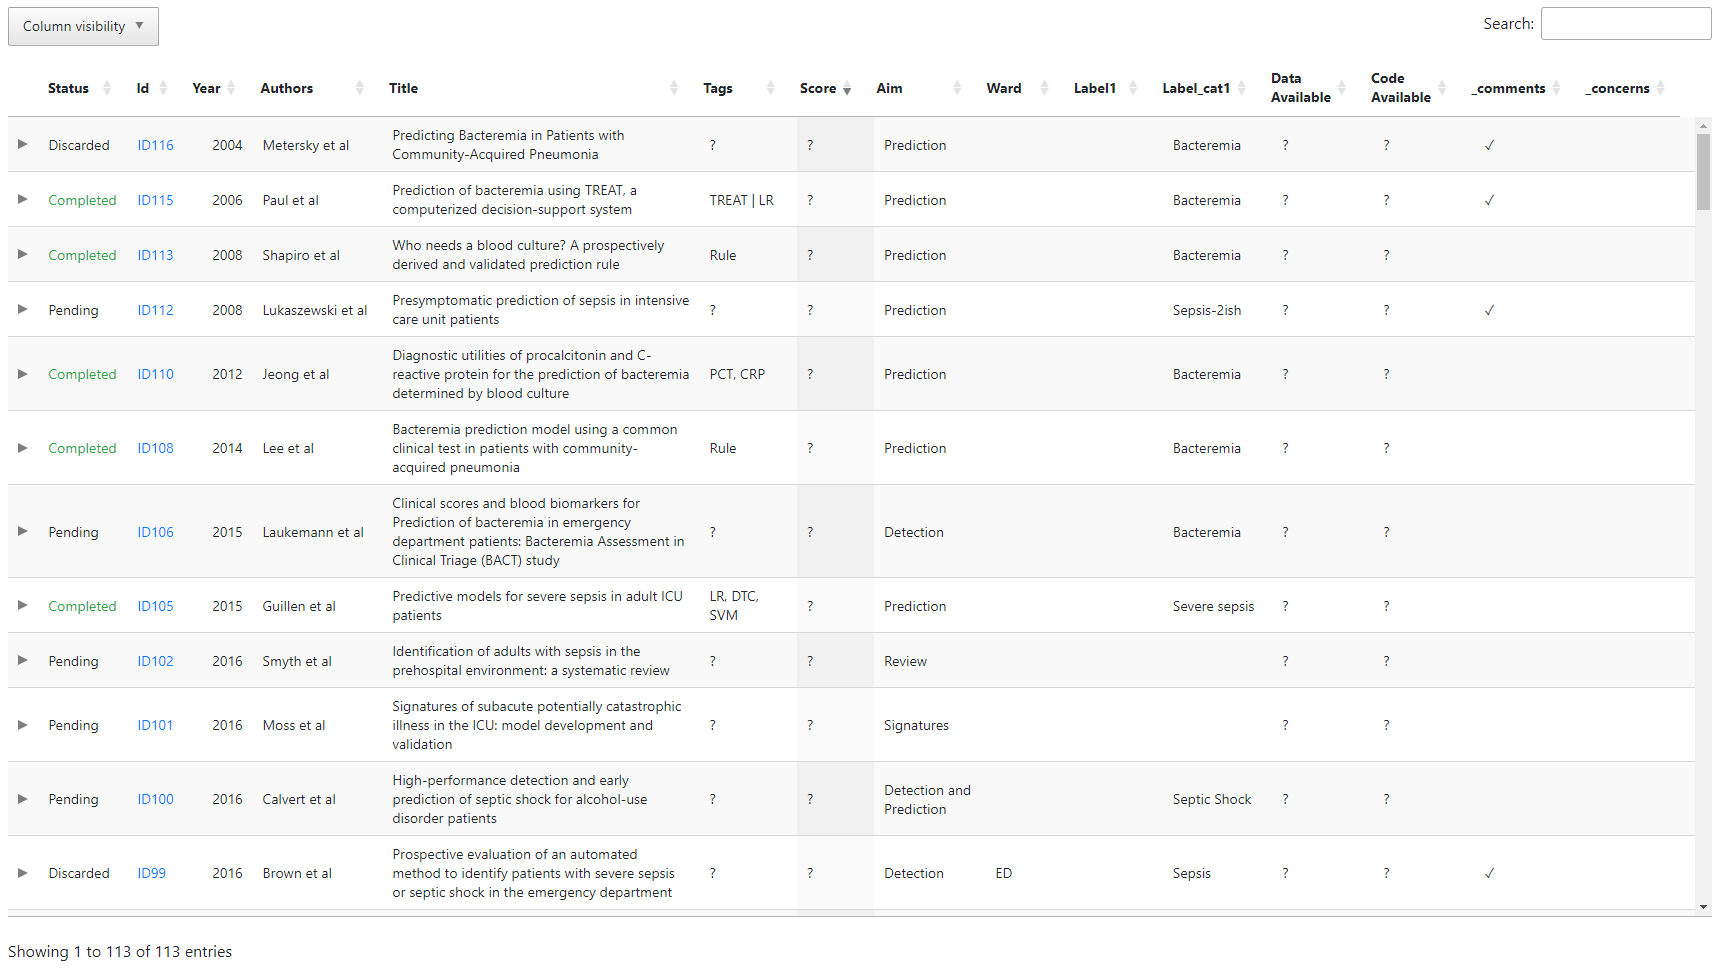 Column visibility ▼
Search:
Status Id Year Authors Title Tags Score Aim Ward Label1 Label_cat1 Data Available Code Available _comments _concerns
Discarded ID116 2004 Metersky et al Predicting Bacteremia in Patients with ? ? Prediction Bacteremia ? ? ✓
Community-Acquired Pneumonia
Completed ID115 2006 Paul et al Prediction of bacteremia using TREAT, a TREAT | LR ? Prediction Bacteremia ? ? ✓
computerized decision-support system
Completed ID113 2008 Shapiro et al Who needs a blood culture? A prospectively Rule ? Prediction Bacteremia ? ?
derived and validated prediction rule
Pending ID112 2008 Lukaszewski et al Presymptomatic prediction of sepsis in intensive ? ? Prediction Sepsis-2ish ? ? ✓
care unit patients
Diagnostic utilities of procalcitonin and C-
Completed ID110 2012 Jeong et al reactive protein for the prediction of bacteremia PCT, CRP ? Prediction Bacteremia ? ?
determined by blood culture
Bacteremia prediction model using a common
Completed ID108 2014 Lee et al clinical test in patients with community- Rule ? Prediction Bacteremia ? ?
acquired pneumonia
Clinical scores and blood biomarkers for
Prediction of bacteremia in emergency
Pending ID106 2015 Laukemann et al department patients: Bacteremia Assessment in ? ? Detection Bacteremia ? ?
Clinical Triage (BACT) study
Completed ID105 2015 Guillen et al Predictive models for severe sepsis in adult ICU LR, DTC, ? Prediction Severe sepsis ? ?
patients SVM
Pending ID102 2016 Smyth et al Identification of adults with sepsis in the ? ? Review ? ?
prehospital environment: a systematic review
Signatures of subacute potentially catastrophic
Pending ID101 2016 Moss et al illness in the ICU: model development and ? ? Signatures ? ?
validation
High-performance detection and early
Pending ID100 2016 Calvert et al prediction of septic shock for alcohol-use ? ? Detection and Prediction Septic Shock ? ?
disorder patients
Prospective evaluation of an automated
Discarded ID99 2016 Brown et al method to identify patients with severe sepsis ? ? Detection ED Sepsis ? ? ✓
or septic shock in the emergency department
Showing 1 to 113 of 113 entries